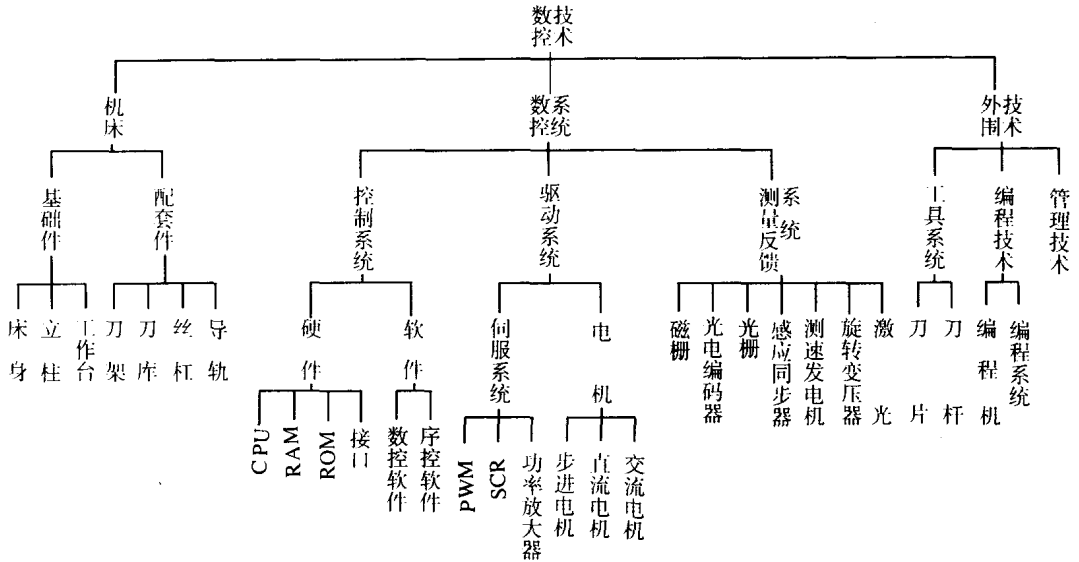 数控技术
机床
数控系统
外围技术
基础件
配套件
控制系统
驱动系统
测量反馈系统
工具系统
编程技术
管理技术
床身
立柱
工作台
刀架
刀库
丝杠
导轨
硬件
软件
伺服系统
电机
磁栅
光电编码器
光栅
感应同步器
测速发电机
旋转变压器
激光
刀片
刀杆
编程机
编程系统
CPU
RAM
ROM
接口
数控软件
序控软件
PWM
SCR
功率放大器
步进电机
直流电机
交流电机